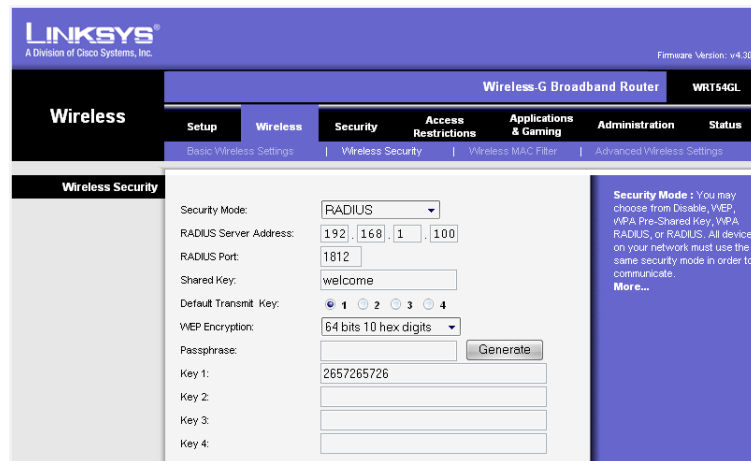 LINKSYS®
A Division of Cisco Systems, Inc.
Firmware Version: v4.30
Wireless-G Broadband Router WRT54GL
Wireless
Setup Wireless Security Access Restrictions Applications & Gaming Administration Status
Basic Wireless Settings | Wireless Security | Wireless MAC Filter | Advanced Wireless Settings
Wireless Security
Security Mode: RADIUS
RADIUS Server Address: 192 . 168 . 1 . 100
RADIUS Port: 1812
Shared Key: welcome
Default Transmit Key: 1 2 3 4
WEP Encryption: 64 bits 10 hex digits
Passphrase: Generate
Key 1: 2657265726
Key 2:
Key 3:
Key 4:
Security Mode : You may
choose from Disable, WEP,
WPA Pre-Shared Key, WPA
RADIUS, or RADIUS. All device
on your network must use the
same security mode in order to
communicate.
More...